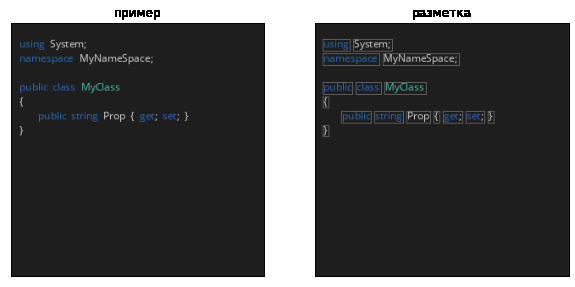 пример
using System;
namespace MyNameSpace;
public class MyClass
{
public string Prop { get; set; }
}
разметка
using System;
namespace MyNameSpace;
public class MyClass
{
public string Prop { get; set; }
}